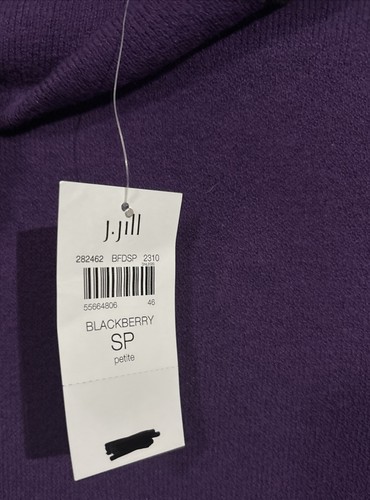 J.Jill
282462 BFDSP 2310
55664806 46
BLACKBERRY
SP
petite